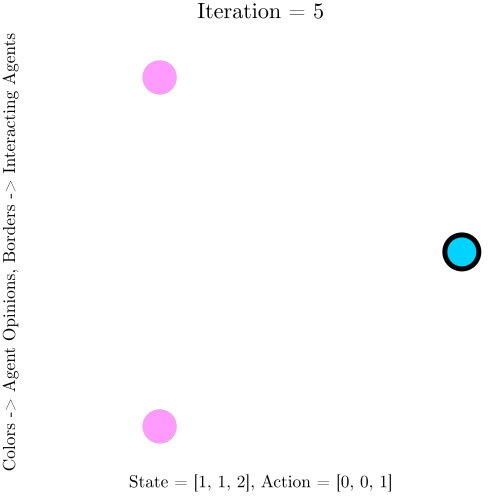 Iteration = 5
Colors -> Agent Opinions, Borders -> Interacting Agents
State = [1, 1, 2], Action = [0, 0, 1]